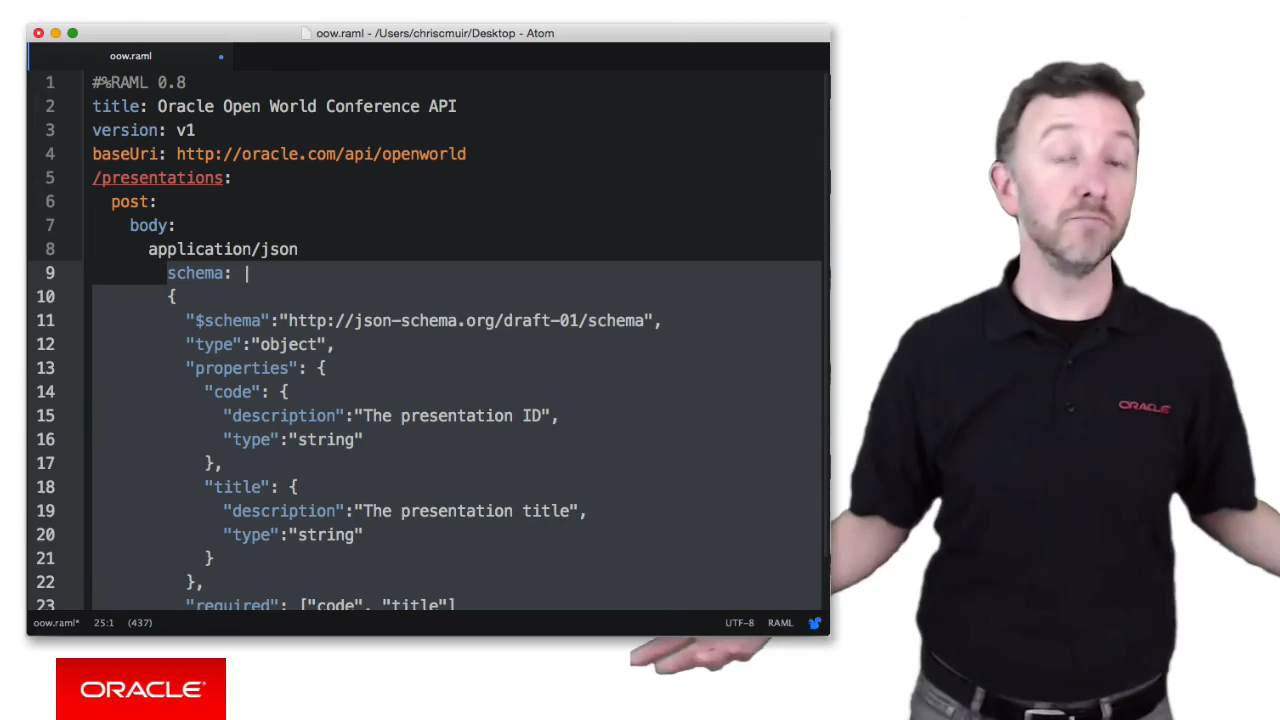 oow.raml - /Users/chriscmuir/Desktop - Atom
oow.raml
1 #%RAML 0.8
2 title: Oracle Open World Conference API
3 version: v1
4 baseUri: http://oracle.com/api/openworld
5 /presentations:
6 post:
7 body:
8 application/json
9 schema: |
10 {
11 "$schema":"http://json-schema.org/draft-01/schema",
12 "type":"object",
13 "properties": {
14 "code": {
15 "description":"The presentation ID",
16 "type":"string"
17 },
18 "title": {
19 "description":"The presentation title",
20 "type":"string"
21 }
22 },
23 "required": ["code", "title"]
oow.raml* 25:1 (437) UTF-8 RAML
ORACLE
ORACLE®